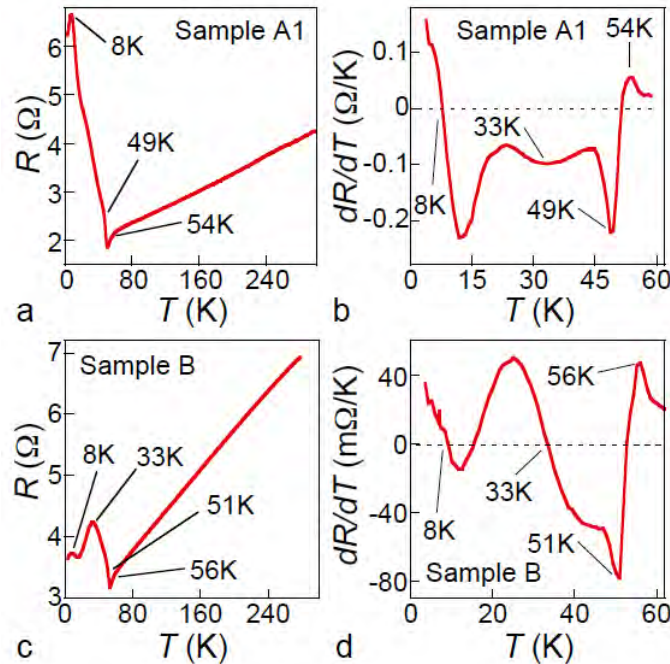 Sample A1
8K
49K
54K
R (Ω)
6
5
4
3
2
0 80 160 240
T (K)
a
Sample A1
54K
33K
8K
49K
dR/dT (Ω/K)
0.1
0
-0.1
-0.2
0 15 30 45 60
T (K)
b
Sample B
8K
33K
51K
56K
R (Ω)
7
6
5
4
3
0 80 160 240
T (K)
c
56K
33K
8K
51K
Sample B
dR/dT (mΩ/K)
40
0
-40
-80
0 20 40 60
T (K)
d